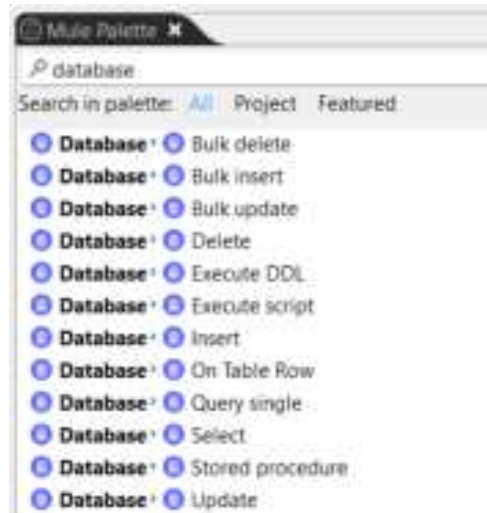 Mule Palette
database
Search in palette: All Project Featured
Database Bulk delete
Database Bulk insert
Database Bulk update
Database Delete
Database Execute DDL
Database Execute script
Database Insert
Database On Table Row
Database Query single
Database Select
Database Stored procedure
Database Update